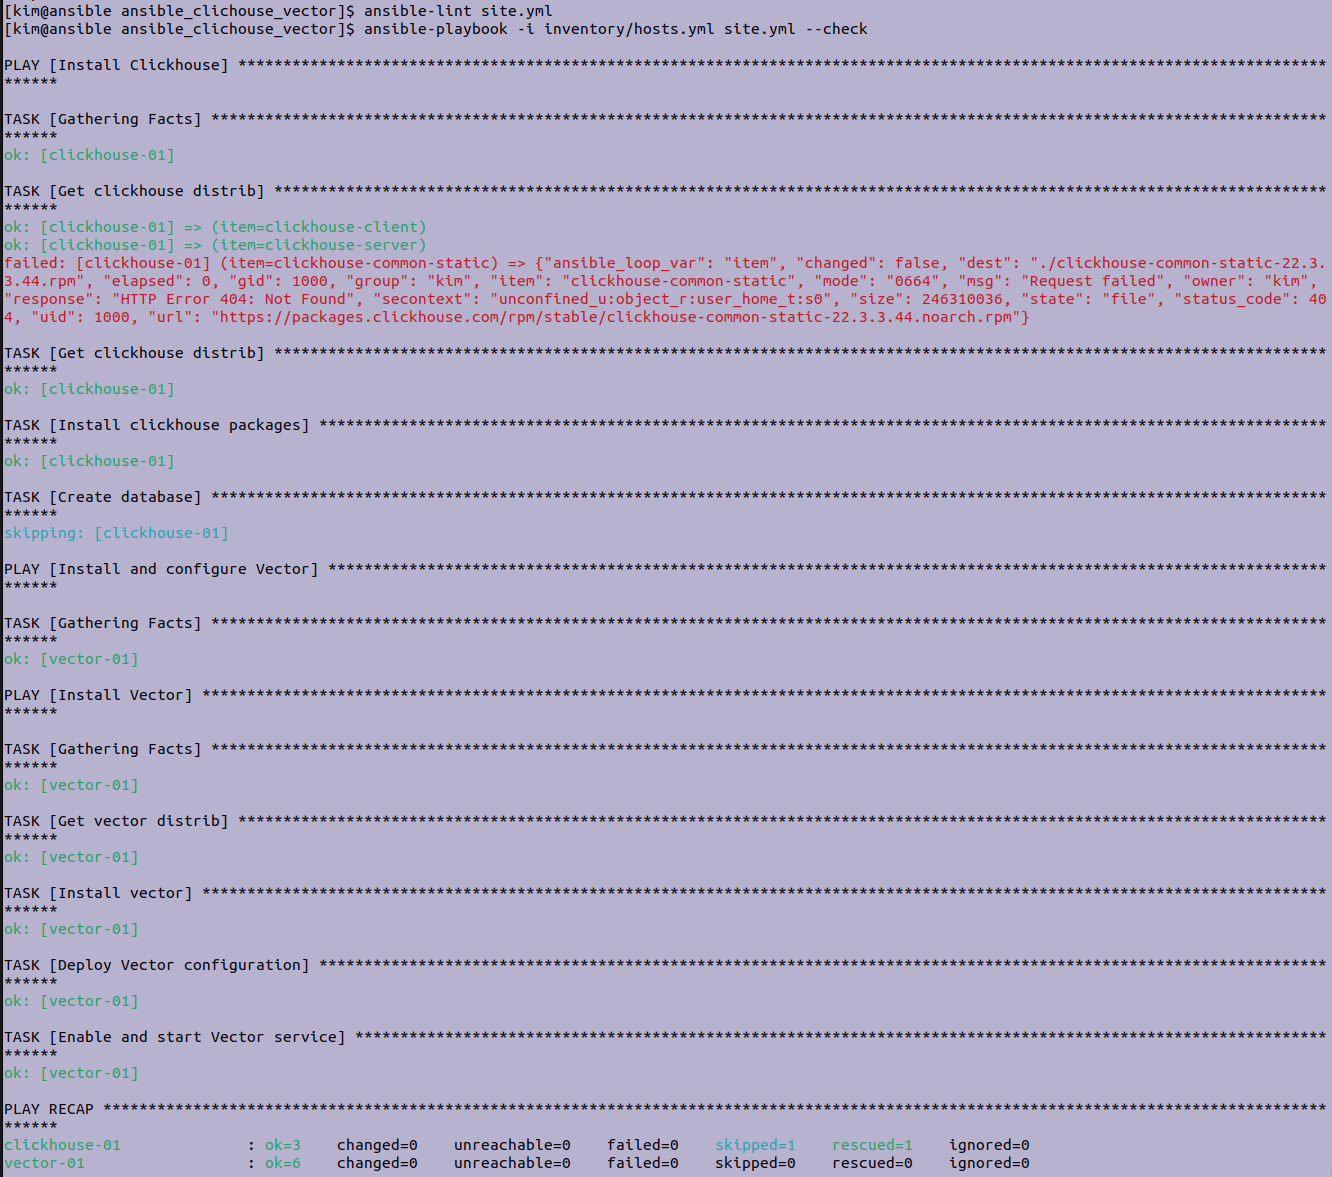 [kim@ansible ansible_clichouse_vector]$ ansible-lint site.yml
[kim@ansible ansible_clichouse_vector]$ ansible-playbook -i inventory/hosts.yml site.yml --check
PLAY [Install Clickhouse] *************************************************************************************************************************
******
TASK [Gathering Facts] ****************************************************************************************************************************
******
ok: [clickhouse-01]
TASK [Get clickhouse distrib] *********************************************************************************************************************
******
ok: [clickhouse-01] => (item=clickhouse-client)
ok: [clickhouse-01] => (item=clickhouse-server)
failed: [clickhouse-01] (item=clickhouse-common-static) => {"ansible_loop_var": "item", "changed": false, "dest": "./clickhouse-common-static-22.3.
3.44.rpm", "elapsed": 0, "gid": 1000, "group": "kim", "item": "clickhouse-common-static", "mode": "0664", "msg": "Request failed", "owner": "kim",
"response": "HTTP Error 404: Not Found", "secontext": "unconfined_u:object_r:user_home_t:s0", "size": 246310036, "state": "file", "status_code": 40
4, "uid": 1000, "url": "https://packages.clickhouse.com/rpm/stable/clickhouse-common-static-22.3.3.44.noarch.rpm"}
TASK [Get clickhouse distrib] *********************************************************************************************************************
******
ok: [clickhouse-01]
TASK [Install clickhouse packages] ****************************************************************************************************************
******
ok: [clickhouse-01]
TASK [Create database] ****************************************************************************************************************************
******
skipping: [clickhouse-01]
PLAY [Install and configure Vector] ***************************************************************************************************************
******
TASK [Gathering Facts] ****************************************************************************************************************************
******
ok: [vector-01]
PLAY [Install Vector] *****************************************************************************************************************************
******
TASK [Gathering Facts] ****************************************************************************************************************************
******
ok: [vector-01]
TASK [Get vector distrib] *************************************************************************************************************************
******
ok: [vector-01]
TASK [Install vector] *****************************************************************************************************************************
******
ok: [vector-01]
TASK [Deploy Vector configuration] ****************************************************************************************************************
******
ok: [vector-01]
TASK [Enable and start Vector service] ************************************************************************************************************
******
ok: [vector-01]
PLAY RECAP ****************************************************************************************************************************************
******
clickhouse-01              : ok=3    changed=0    unreachable=0    failed=0    skipped=1    rescued=1    ignored=0
vector-01                  : ok=6    changed=0    unreachable=0    failed=0    skipped=0    rescued=0    ignored=0